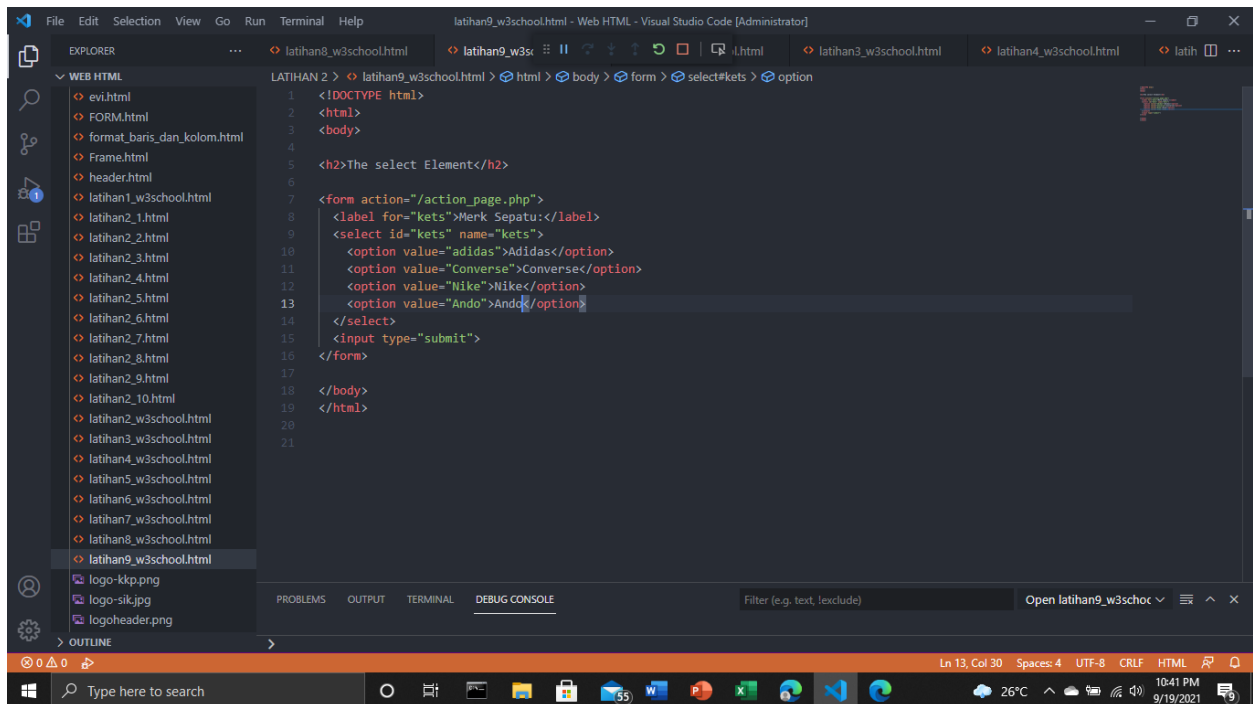 File Edit Selection View Go Run Terminal Help latihan9_w3school.html - Web HTML - Visual Studio Code [Administrator]
EXPLORER ··· latihan8_w3school.html latihan9_w3sc l.html latihan3_w3school.html latihan4_w3school.html latih ···
WEB HTML
LATIHAN 2 > latihan9_w3school.html > html > body > form > select#kets > option
evi.html
FORM.html
format_baris_dan_kolom.html
Frame.html
header.html
latihan1_w3school.html
latihan2_1.html
latihan2_2.html
latihan2_3.html
latihan2_4.html
latihan2_5.html
latihan2_6.html
latihan2_7.html
latihan2_8.html
latihan2_9.html
latihan2_10.html
latihan2_w3school.html
latihan3_w3school.html
latihan4_w3school.html
latihan5_w3school.html
latihan6_w3school.html
latihan7_w3school.html
latihan8_w3school.html
latihan9_w3school.html
logo-kkp.png
logo-sik.jpg
logoheader.png
OUTLINE
1
1 <!DOCTYPE html>
2 <html>
3 <body>
4
5 <h2>The select Element</h2>
6
7 <form action="/action_page.php">
8 <label for="kets">Merk Sepatu:</label>
9 <select id="kets" name="kets">
10 <option value="adidas">Adidas</option>
11 <option value="Converse">Converse</option>
12 <option value="Nike">Nike</option>
13 <option value="Ando">Ando</option>
14 </select>
15 <input type="submit">
16 </form>
17
18 </body>
19 </html>
20
21
PROBLEMS OUTPUT TERMINAL DEBUG CONSOLE Filter (e.g. text, !exclude) Open latihan9_w3schoc
>
0 0 Ln 13, Col 30 Spaces: 4 UTF-8 CRLF HTML
Type here to search 55 26°C 10:41 PM
9/19/2021 9